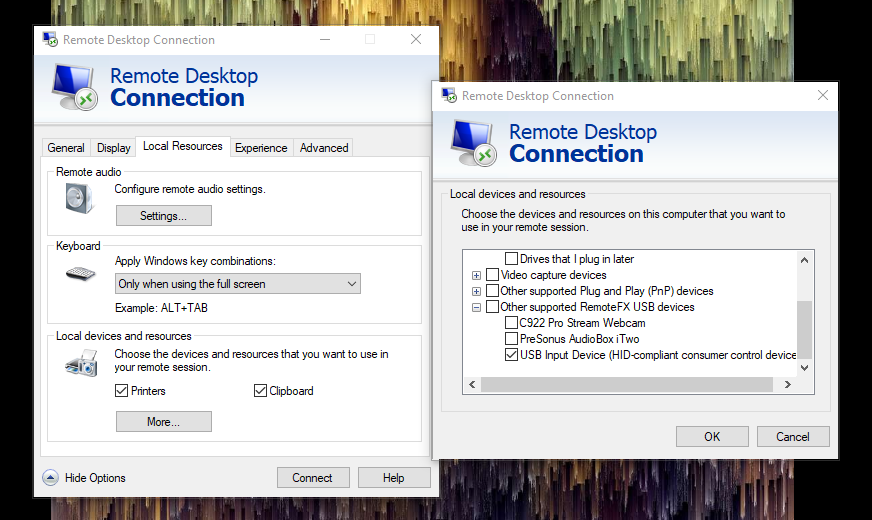 Remote Desktop Connection
Remote Desktop
Connection
General
Display
Local Resources
Experience
Advanced
Remote audio
Configure remote audio settings.
Settings...
Keyboard
Apply Windows key combinations:
Only when using the full screen
Example: ALT+TAB
Local devices and resources
Choose the devices and resources that you want to use in
your remote session.
Printers
Clipboard
More...
Hide Options
Connect
Help
Remote Desktop Connection
Remote Desktop
Connection
Local devices and resources
Choose the devices and resources on this computer that you want to
use in your remote session.
Drives that I plug in later
Video capture devices
Other supported Plug and Play (PnP) devices
Other supported RemoteFX USB devices
C922 Pro Stream Webcam
PreSonus AudioBox iTwo
USB Input Device (HID-compliant consumer control device
OK
Cancel